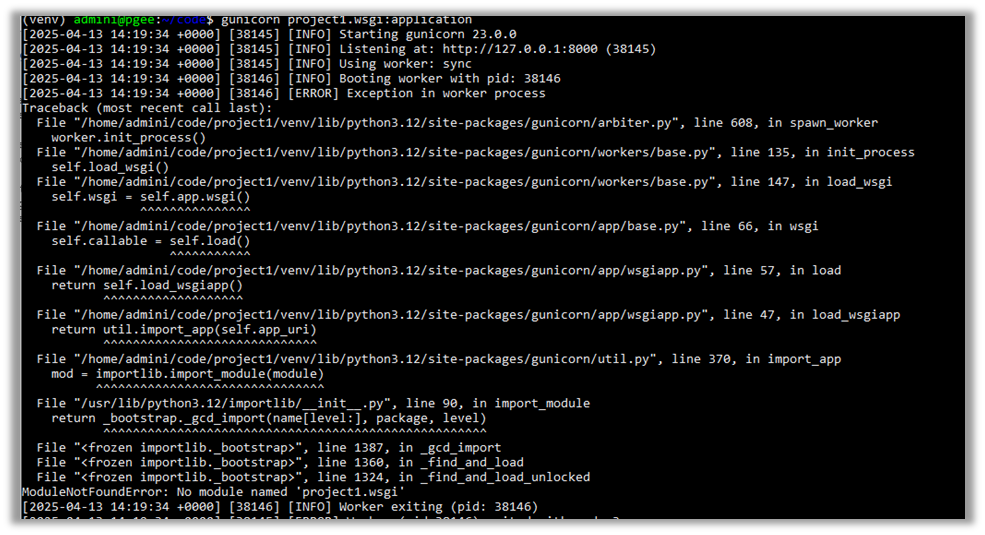 (venv) admini@pgee:~/code$ gunicorn project1.wsgi:application
[2025-04-13 14:19:34 +0000] [38145] [INFO] Starting gunicorn 23.0.0
[2025-04-13 14:19:34 +0000] [38145] [INFO] Listening at: http://127.0.0.1:8000 (38145)
[2025-04-13 14:19:34 +0000] [38145] [INFO] Using worker: sync
[2025-04-13 14:19:34 +0000] [38146] [INFO] Booting worker with pid: 38146
[2025-04-13 14:19:34 +0000] [38146] [ERROR] Exception in worker process
Traceback (most recent call last):
  File "/home/admini/code/project1/venv/lib/python3.12/site-packages/gunicorn/arbiter.py", line 608, in spawn_worker
    worker.init_process()
  File "/home/admini/code/project1/venv/lib/python3.12/site-packages/gunicorn/workers/base.py", line 135, in init_process
    self.load_wsgi()
  File "/home/admini/code/project1/venv/lib/python3.12/site-packages/gunicorn/workers/base.py", line 147, in load_wsgi
    self.wsgi = self.app.wsgi()
                ^^^^^^^^^^^^^^^
  File "/home/admini/code/project1/venv/lib/python3.12/site-packages/gunicorn/app/base.py", line 66, in wsgi
    self.callable = self.load()
                    ^^^^^^^^^^^
  File "/home/admini/code/project1/venv/lib/python3.12/site-packages/gunicorn/app/wsgiapp.py", line 57, in load
    return self.load_wsgiapp()
           ^^^^^^^^^^^^^^^^^^^
  File "/home/admini/code/project1/venv/lib/python3.12/site-packages/gunicorn/app/wsgiapp.py", line 47, in load_wsgiapp
    return util.import_app(self.app_uri)
           ^^^^^^^^^^^^^^^^^^^^^^^^^^^^^
  File "/home/admini/code/project1/venv/lib/python3.12/site-packages/gunicorn/util.py", line 370, in import_app
    mod = importlib.import_module(module)
          ^^^^^^^^^^^^^^^^^^^^^^^^^^^^^^^
  File "/usr/lib/python3.12/importlib/__init__.py", line 90, in import_module
    return _bootstrap._gcd_import(name[level:], package, level)
           ^^^^^^^^^^^^^^^^^^^^^^^^^^^^^^^^^^^^^^^^^^^^^^^^^^^^
  File "<frozen importlib._bootstrap>", line 1387, in _gcd_import
  File "<frozen importlib._bootstrap>", line 1360, in _find_and_load
  File "<frozen importlib._bootstrap>", line 1324, in _find_and_load_unlocked
ModuleNotFoundError: No module named 'project1.wsgi'
[2025-04-13 14:19:34 +0000] [38146] [INFO] Worker exiting (pid: 38146)